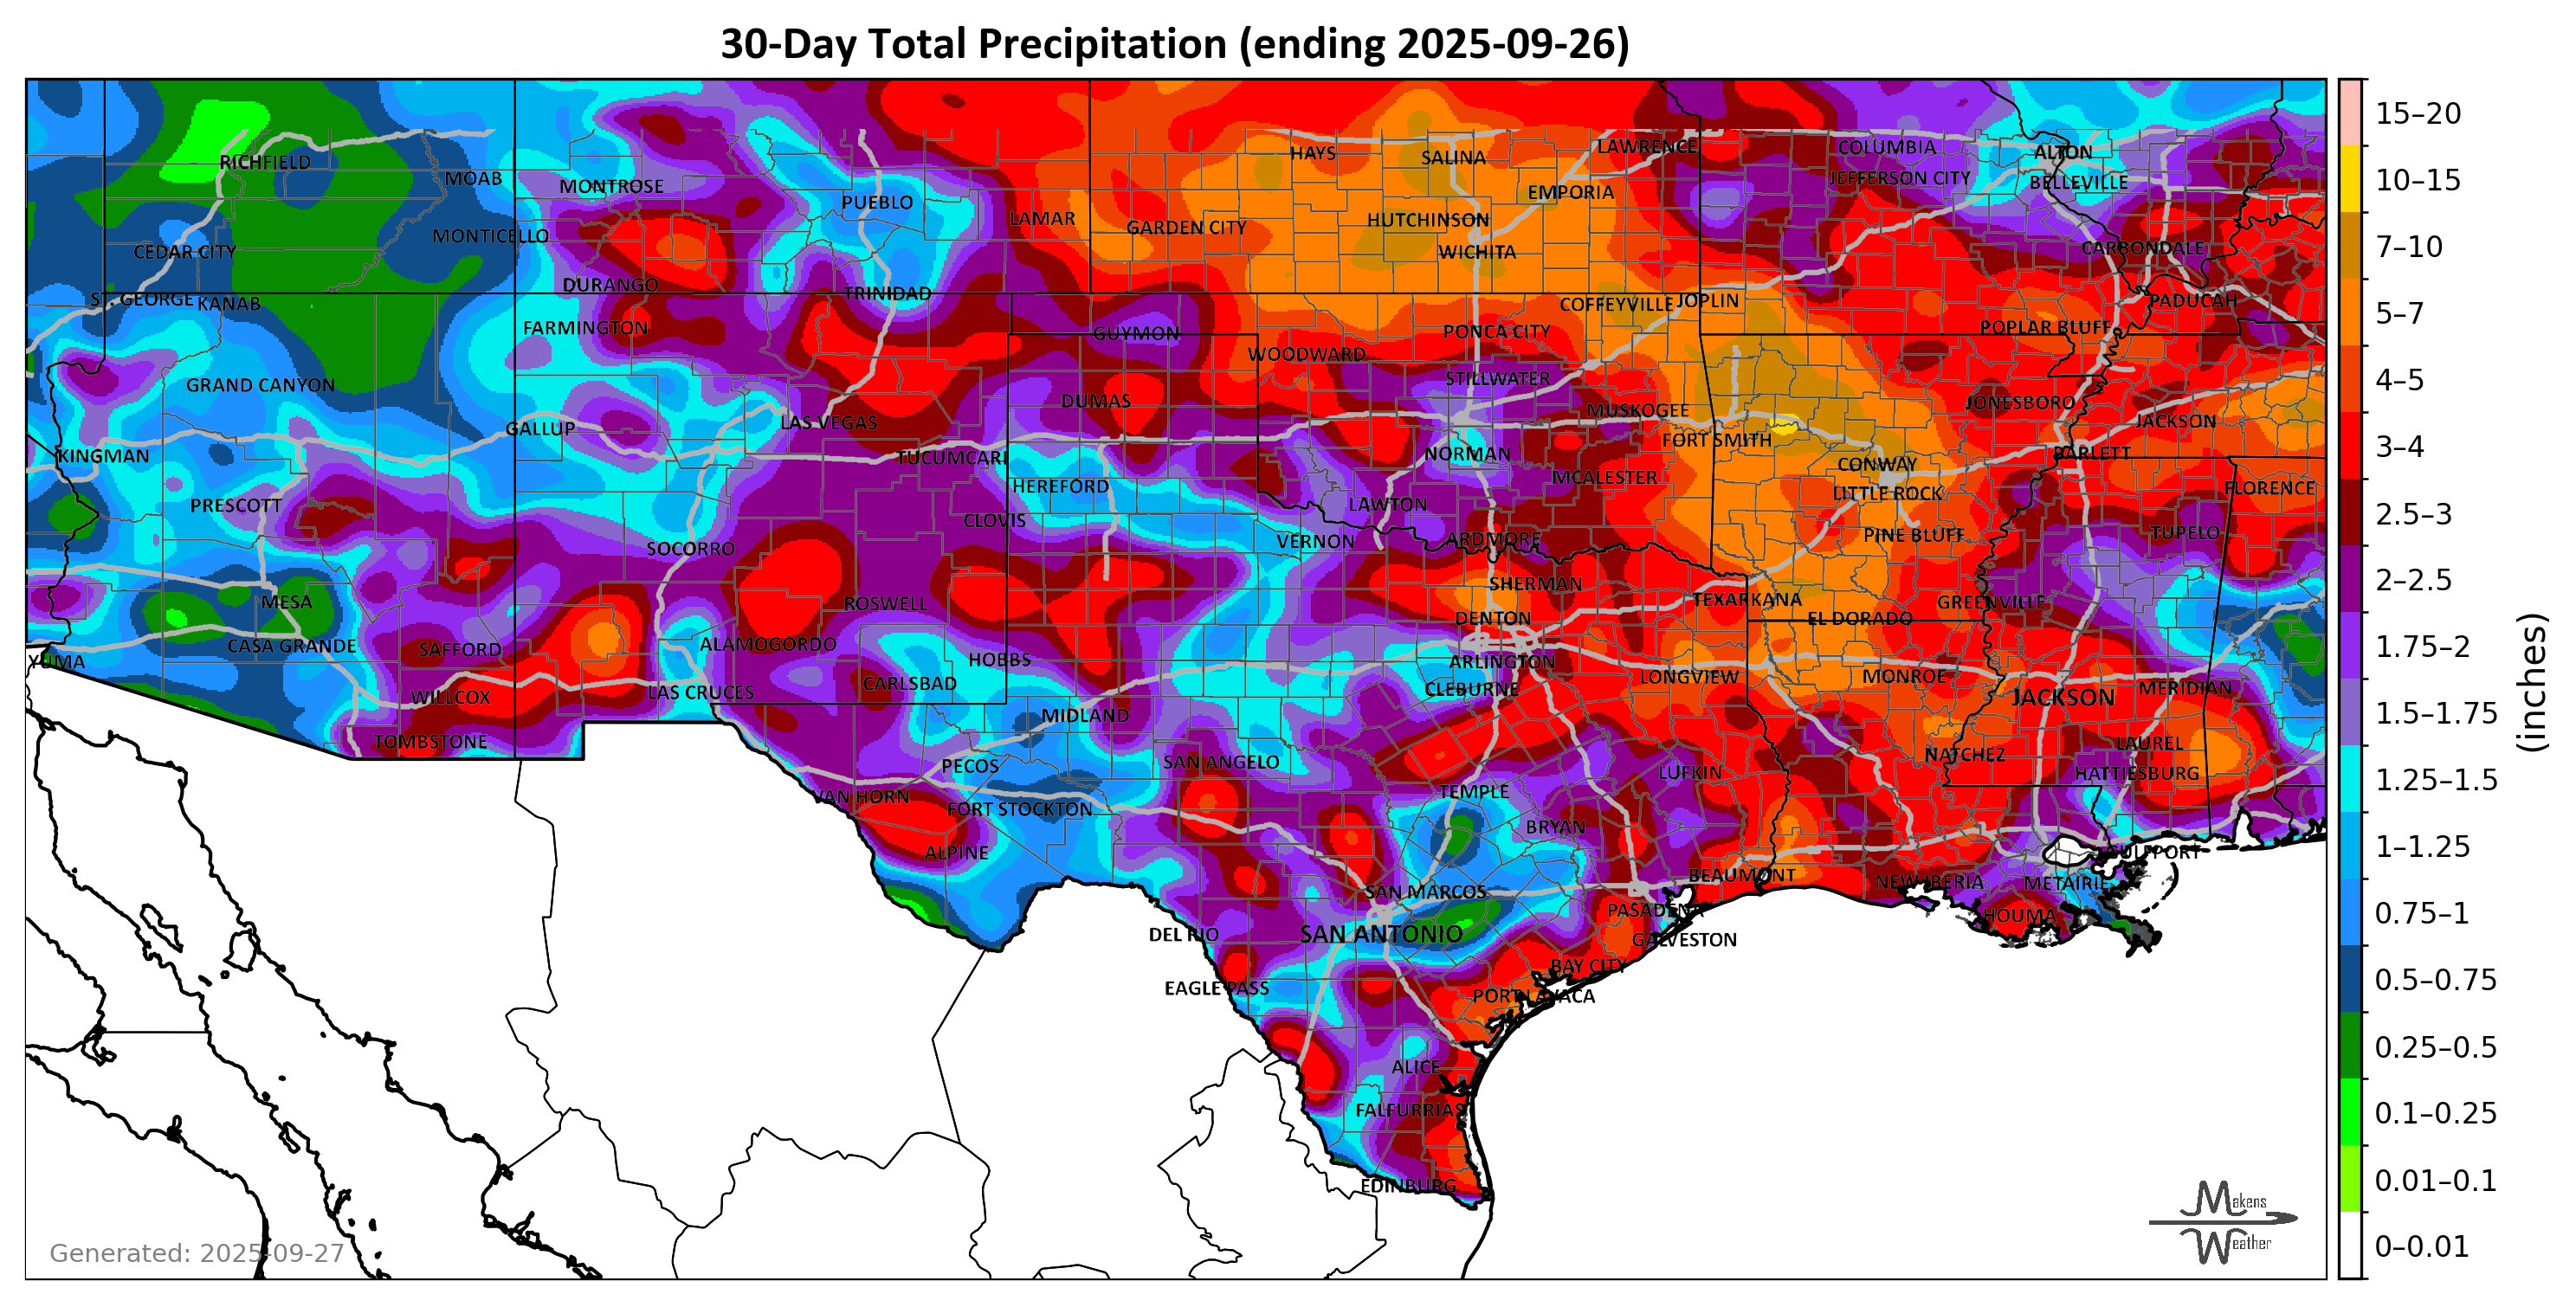 30-Day Total Precipitation (ending 2025-09-26)
RICHFIELD
MOAB
MONTROSE
PUEBLO
LAMAR
HAYS
SALINA
LAWRENCE
COLUMBIA
ALTON
JEFFERSON CITY
BELLEVILLE
EMPORIA
GARDEN CITY
HUTCHINSON
WICHITA
CEDAR CITY
MONTICELLO
CARBONDALE
ST. GEORGE
KANAB
DURANGO
TRINIDAD
COFFEYVILLE
JOPLIN
PADUCAH
FARMINGTON
GUYMON
PONCA CITY
POPLAR BLUFF
WOODWARD
GRAND CANYON
STILLWATER
DUMAS
MUSKOGEE
JONESBORO
JACKSON
GALLUP
LAS VEGAS
FORT SMITH
KINGMAN
TUCUMCARI
NORMAN
BARLETT
CONWAY
HEREFORD
MCALESTER
LITTLE ROCK
FLORENCE
PRESCOTT
LAWTON
CLOVIS
PINE BLUFF
TUPELO
SOCORRO
VERNON
ARDMORE
SHERMAN
MESA
ROSWELL
TEXARKANA
GREENVILLE
DENTON
EL DORADO
CASA GRANDE
SAFFORD
ALAMOGORDO
YUMA
HOBBS
ARLINGTON
LONGVIEW
MONROE
WILLCOX
LAS CRUCES
CARLSBAD
CLEBURNE
JACKSON
MERIDIAN
MIDLAND
TOMBSTONE
NATCHEZ
LAUREL
PECOS
SAN ANGELO
LUFKIN
HATTIESBURG
VAN HORN
FORT STOCKTON
TEMPLE
BRYAN
ALPINE
GULFPORT
SAN MARCOS
BEAUMONT
NEW IBERIA
METAIRIE
PASADENA
HOUMA
DEL RIO
SAN ANTONIO
GALVESTON
BAY CITY
EAGLE PASS
PORT LAVACA
ALICE
FALFURRIAS
EDINBURG
Generated: 2025-09-27
Makens
Weather
15–20
10–15
7–10
5–7
4–5
3–4
2.5–3
2–2.5
1.75–2
1.5–1.75
1.25–1.5
1–1.25
0.75–1
0.5–0.75
0.25–0.5
0.1–0.25
0.01–0.1
0–0.01
(inches)